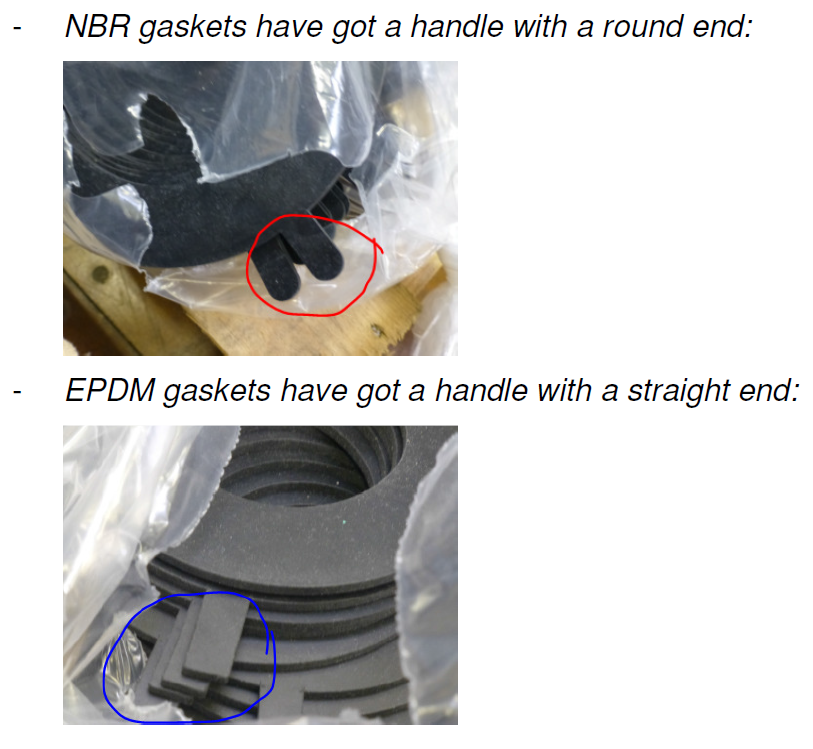 - NBR gaskets have got a handle with a round end:
- EPDM gaskets have got a handle with a straight end: